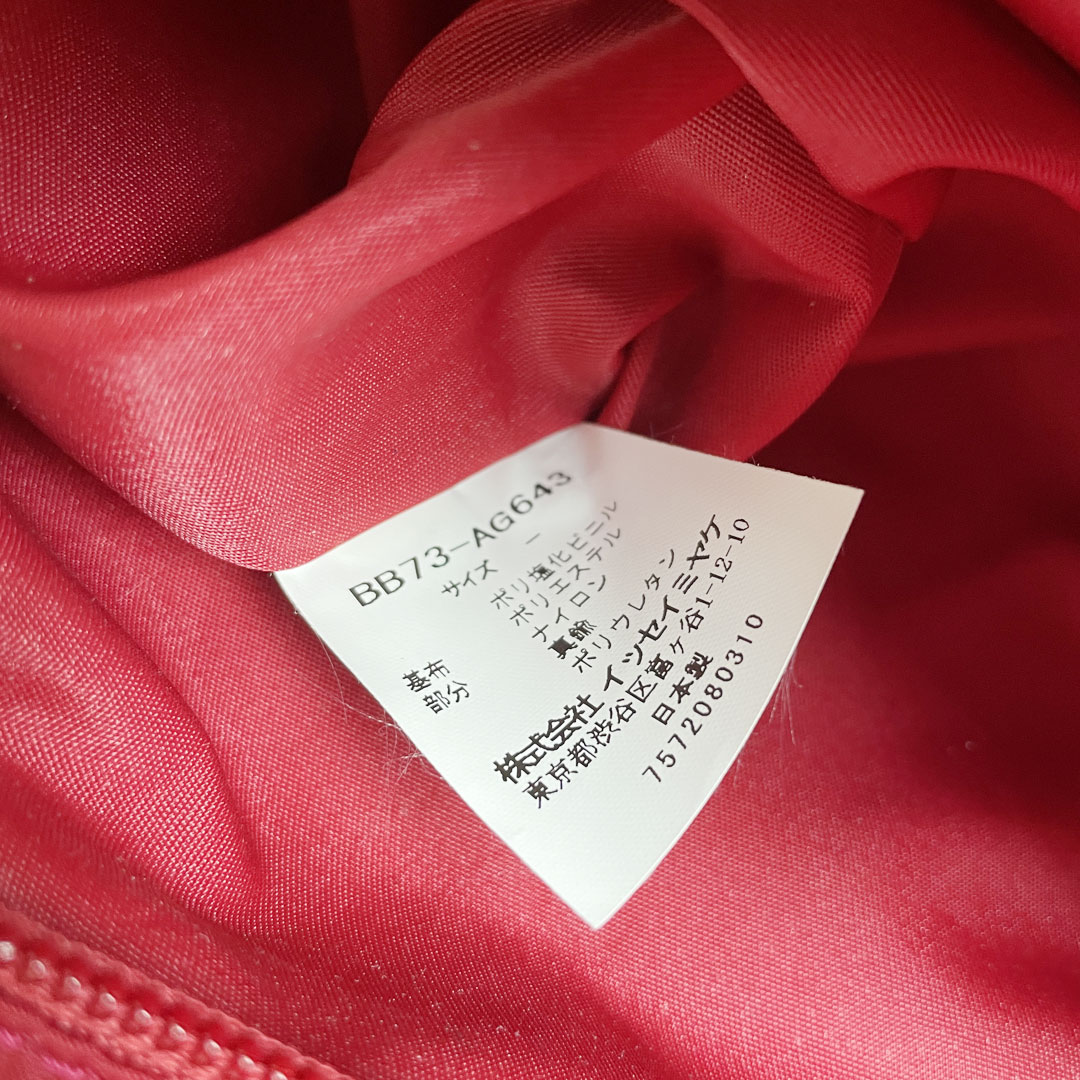 BB73-AG643
サイズ －
ポリ塩化ビニル
ポリエステル
基布 ナイロン
部分 真鍮
ポリウレタン
株式会社 イッセイミヤケ
東京都渋谷区富ヶ谷1-12-10
日本製
7572080310